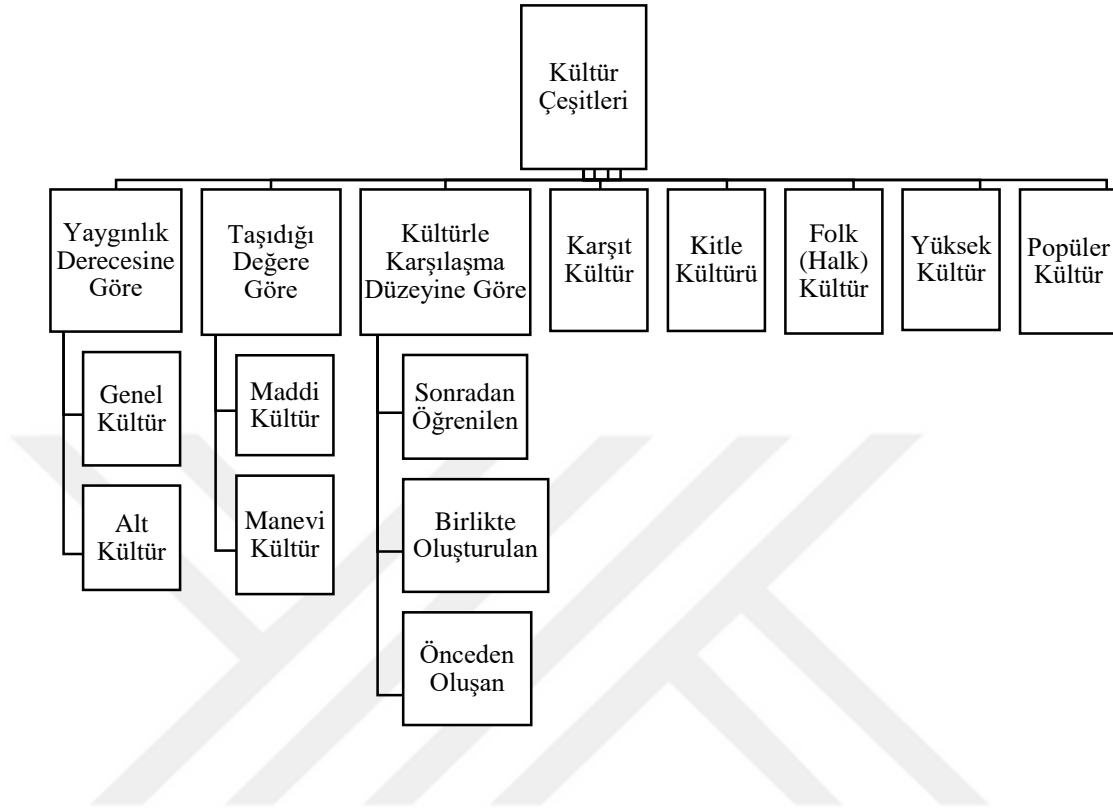 Kültür
Çeşitleri
Yaygınlık
Derecesine
Göre
Taşıdığı
Değere
Göre
Kültürle
Karşılaşma
Düzeyine Göre
Karşıt
Kültür
Kitle
Kültürü
Folk
(Halk)
Kültür
Yüksek
Kültür
Popüler
Kültür
Genel
Kültür
Alt
Kültür
Maddi
Kültür
Manevi
Kültür
Sonradan
Öğrenilen
Birlikte
Oluşturulan
Önceden
Oluşan